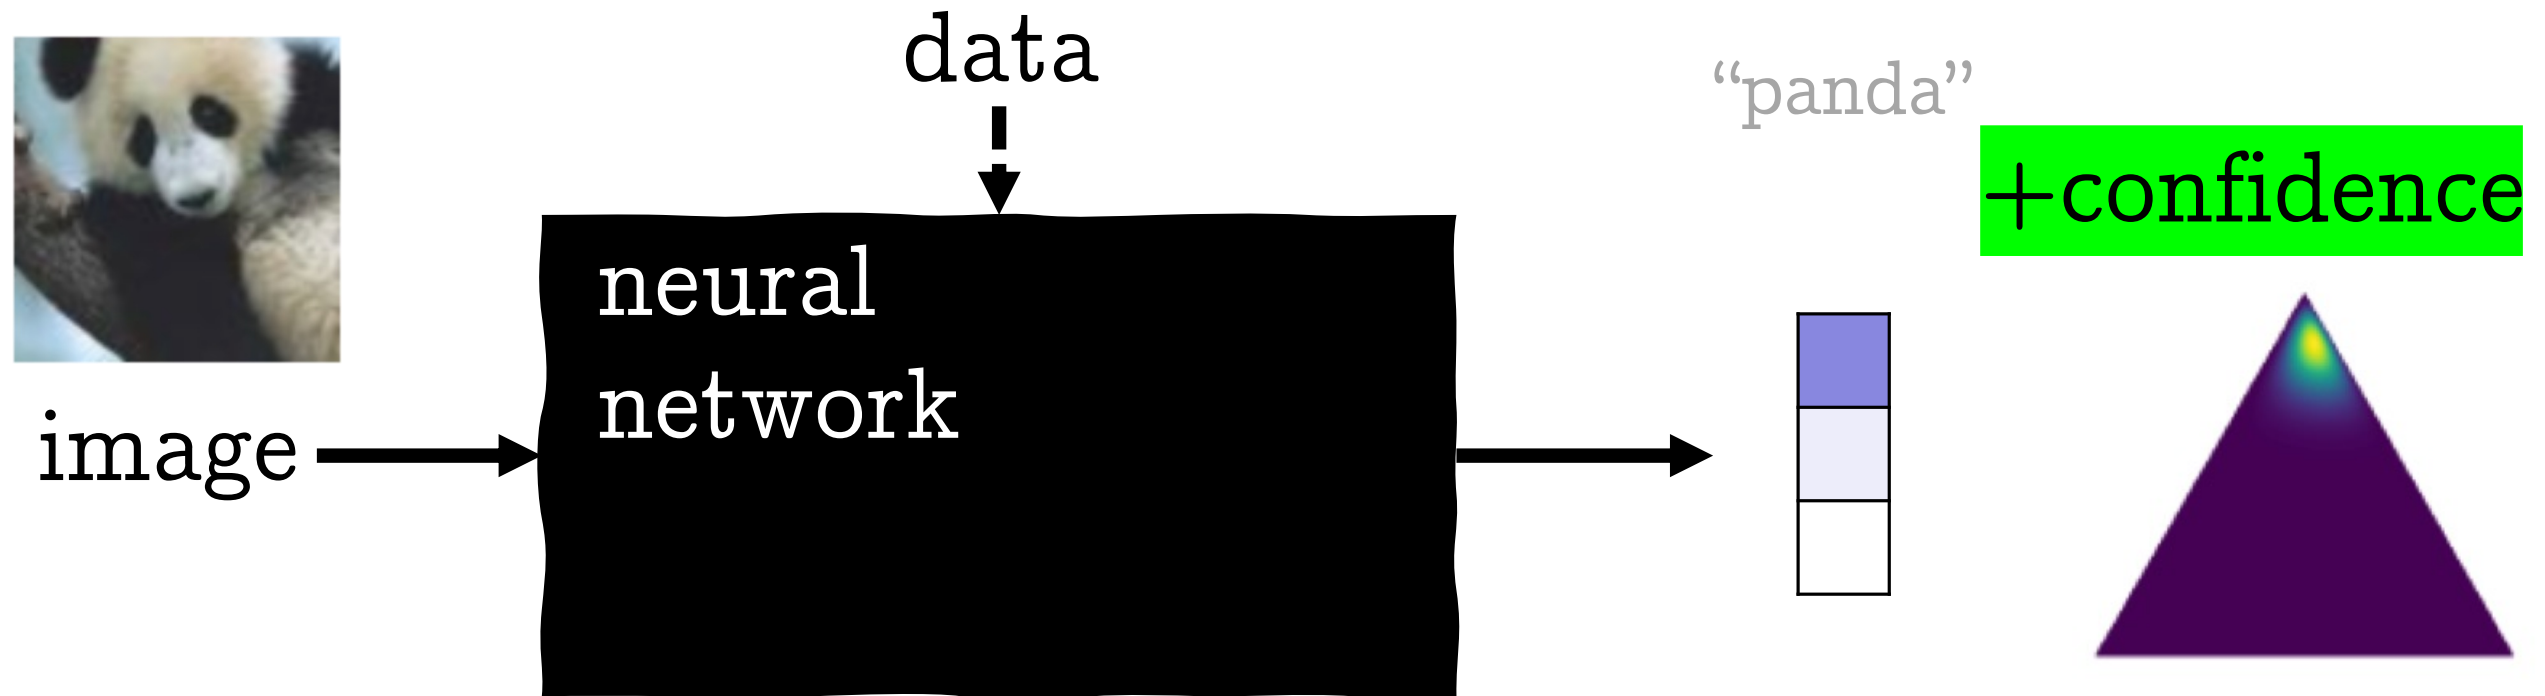 data
“panda”
+confidence
neural
network
image